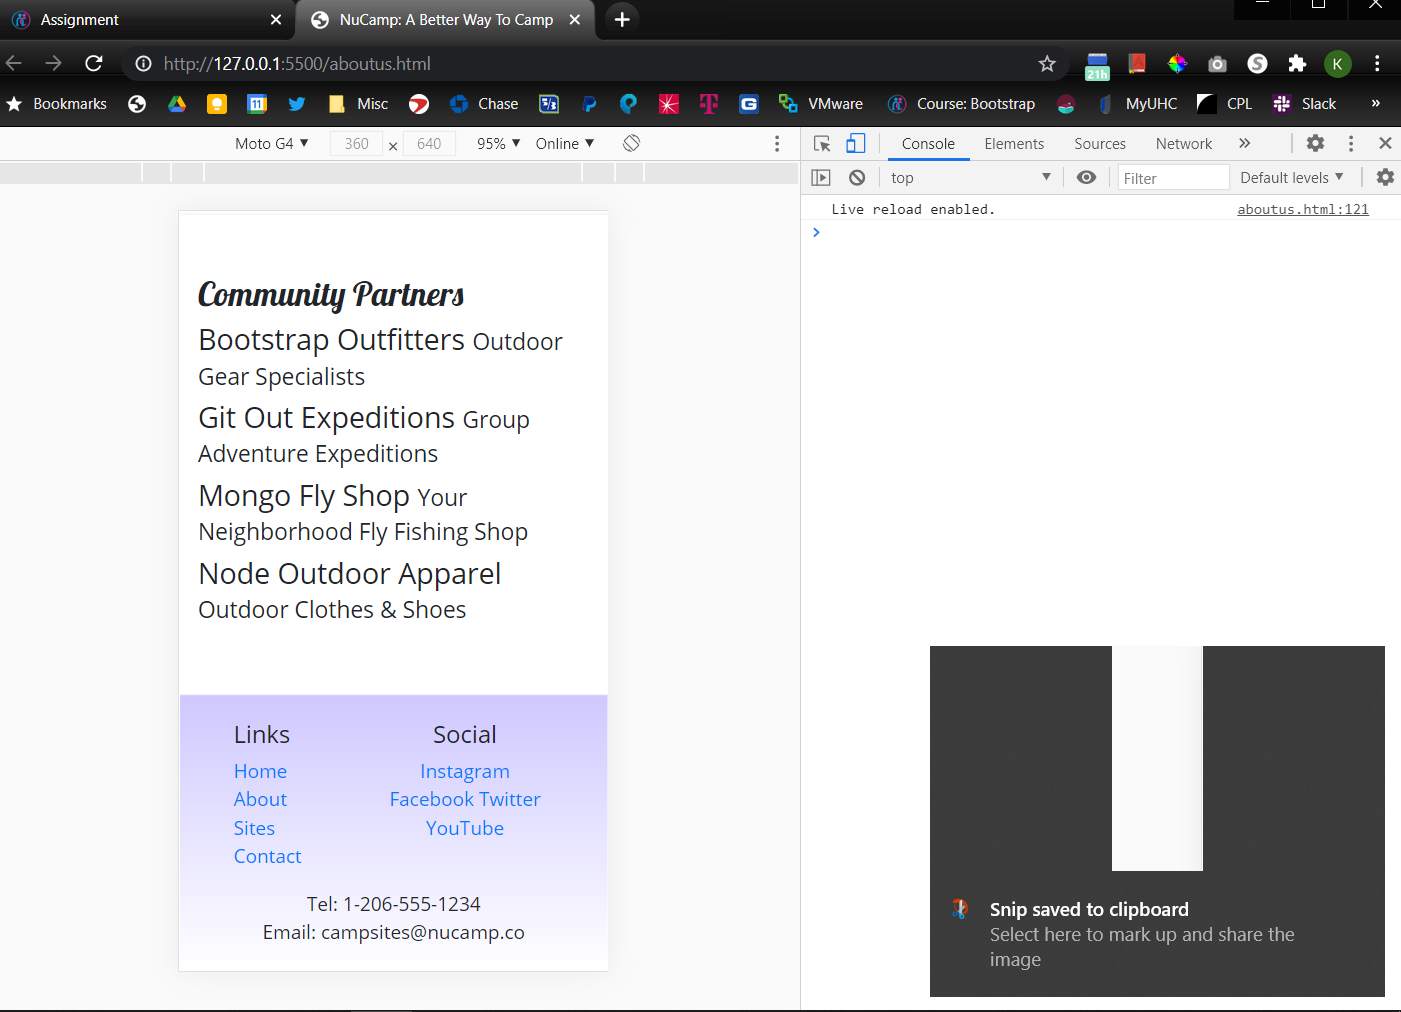 Assignment
NuCamp: A Better Way To Camp
http://127.0.0.1:5500/aboutus.html
21h
K
Bookmarks
31
Misc
Chase
VMware
Course: Bootstrap
MyUHC
CPL
Slack
»
Moto G4
360
×
640
95%
Online
Console
Elements
Sources
Network
»
top
Filter
Default levels
Live reload enabled.
aboutus.html:121
Community Partners
Bootstrap Outfitters Outdoor
Gear Specialists
Git Out Expeditions Group
Adventure Expeditions
Mongo Fly Shop Your
Neighborhood Fly Fishing Shop
Node Outdoor Apparel
Outdoor Clothes & Shoes
Links
Home
About
Sites
Contact
Social
Instagram
Facebook Twitter
YouTube
Tel: 1-206-555-1234
Email: campsites@nucamp.co
Snip saved to clipboard
Select here to mark up and share the
image